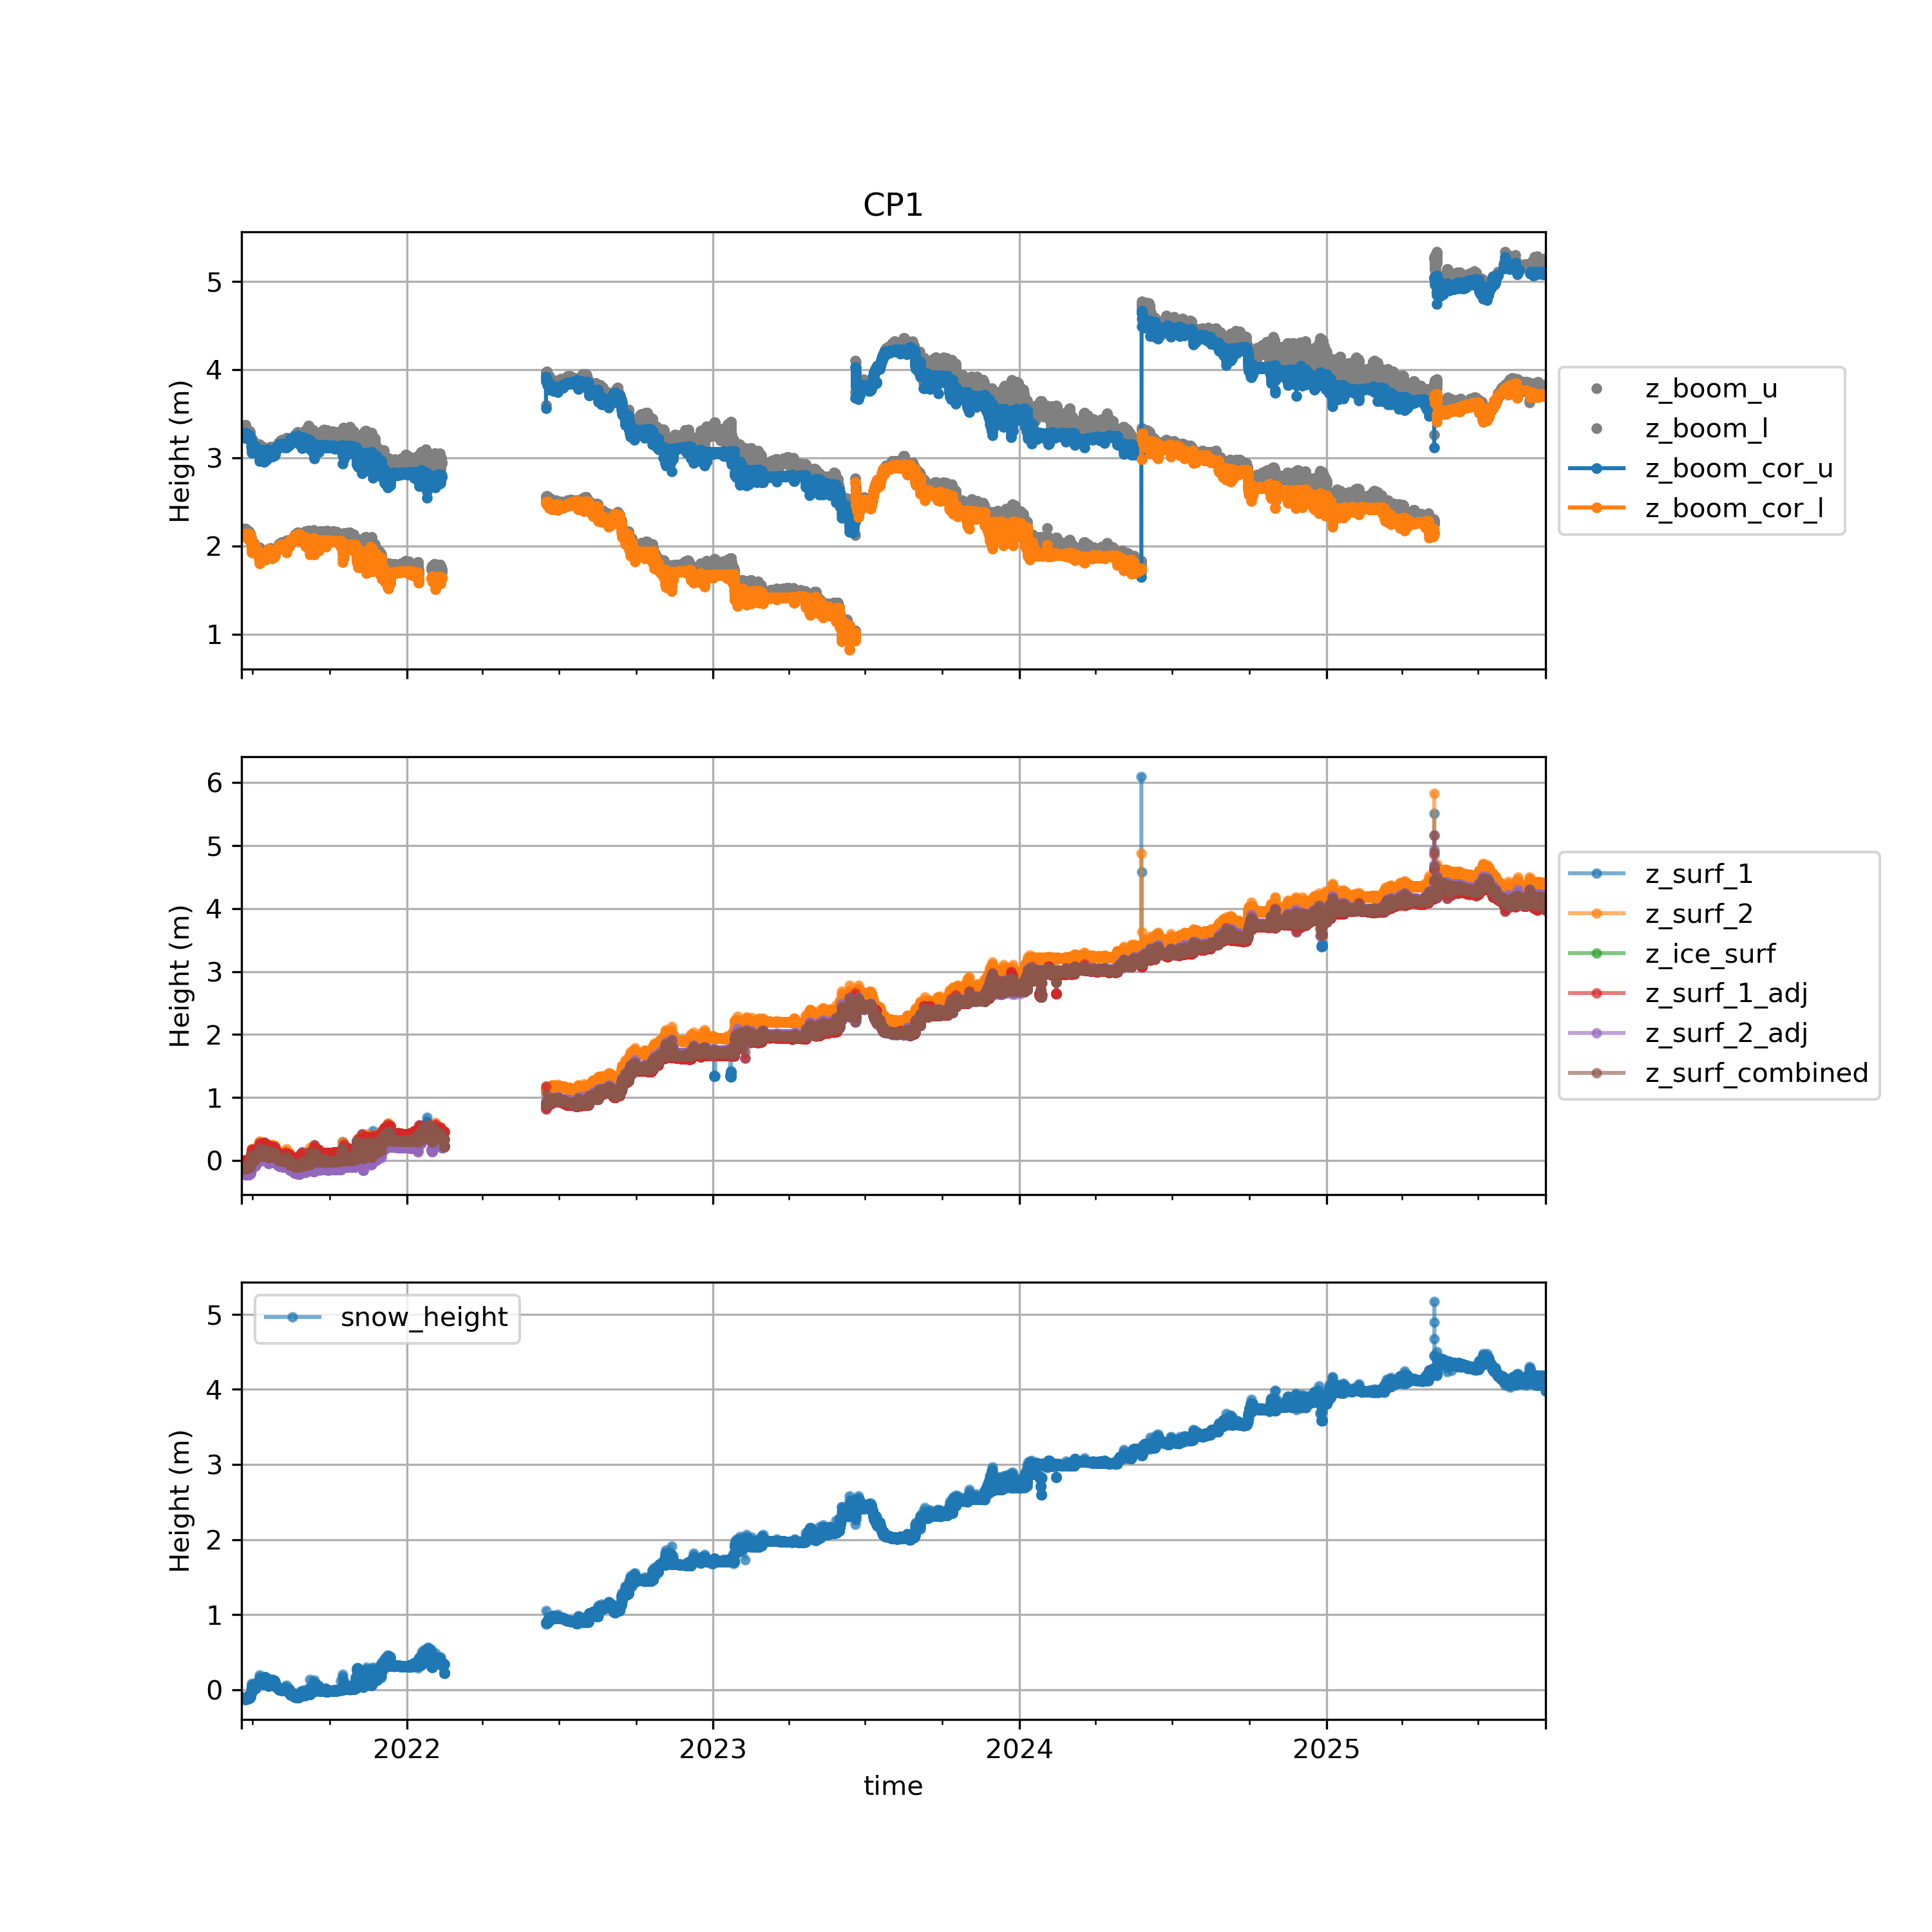 CP1
5
4
3
2
1
Height (m)
z_boom_u
z_boom_l
z_boom_cor_u
z_boom_cor_l
6
5
4
3
2
1
0
Height (m)
z_surf_1
z_surf_2
z_ice_surf
z_surf_1_adj
z_surf_2_adj
z_surf_combined
5
4
3
2
1
0
Height (m)
snow_height
2022 2023 2024 2025
time